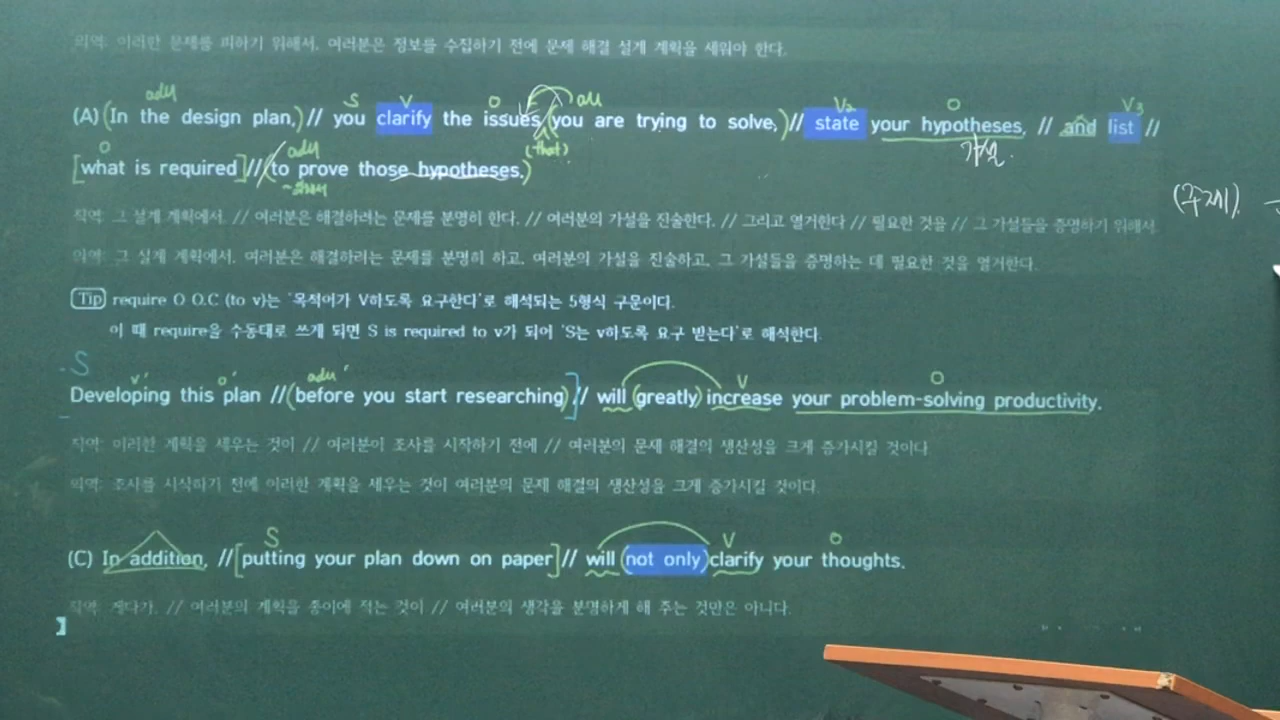 의역: 이러한 문제를 피하기 위해서, 여러분은 정보를 수집하기 전에 문제 해결 설계 계획을 세워야 한다.
adv S V O adv V₂ O V₃
(A) (In the design plan,) // you clarify the issues (you are trying to solve,) // state your hypotheses, // and list //
O adv (that) 가설.
[what is required] // (to prove those hypotheses.)
(주제)
직역: 그 설계 계획에서, // 여러분은 해결하려는 문제를 분명히 한다, // 여러분의 가설을 진술한다, // 그리고 열거한다 // 필요한 것을 // 그 가설들을 증명하기 위해서.
의역: 그 설계 계획에서, 여러분은 해결하려는 문제를 분명히 하고, 여러분의 가설을 진술하고, 그 가설들을 증명하는 데 필요한 것을 열거한다.
Tip require O O.C (to v)는 '목적어가 V하도록 요구한다'로 해석되는 5형식 구문이다.
이 때 require을 수동태로 쓰게 되면 S is required to v가 되어 'S는 v하도록 요구 받는다'로 해석한다.
S
v' o' adv' V O
Developing this plan // (before you start researching)] // will (greatly) increase your problem-solving productivity.
직역: 이러한 계획을 세우는 것이 // 여러분이 조사를 시작하기 전에 // 여러분의 문제 해결의 생산성을 크게 증가시킬 것이다
의역: 조사를 시작하기 전에 이러한 계획을 세우는 것이 여러분의 문제 해결의 생산성을 크게 증가시킬 것이다.
S V O
(C) In addition, // [putting your plan down on paper] // will (not only) clarify your thoughts.
직역: 게다가, // 여러분의 계획을 종이에 적는 것이 // 여러분의 생각을 분명하게 해 주는 것만은 아니다.